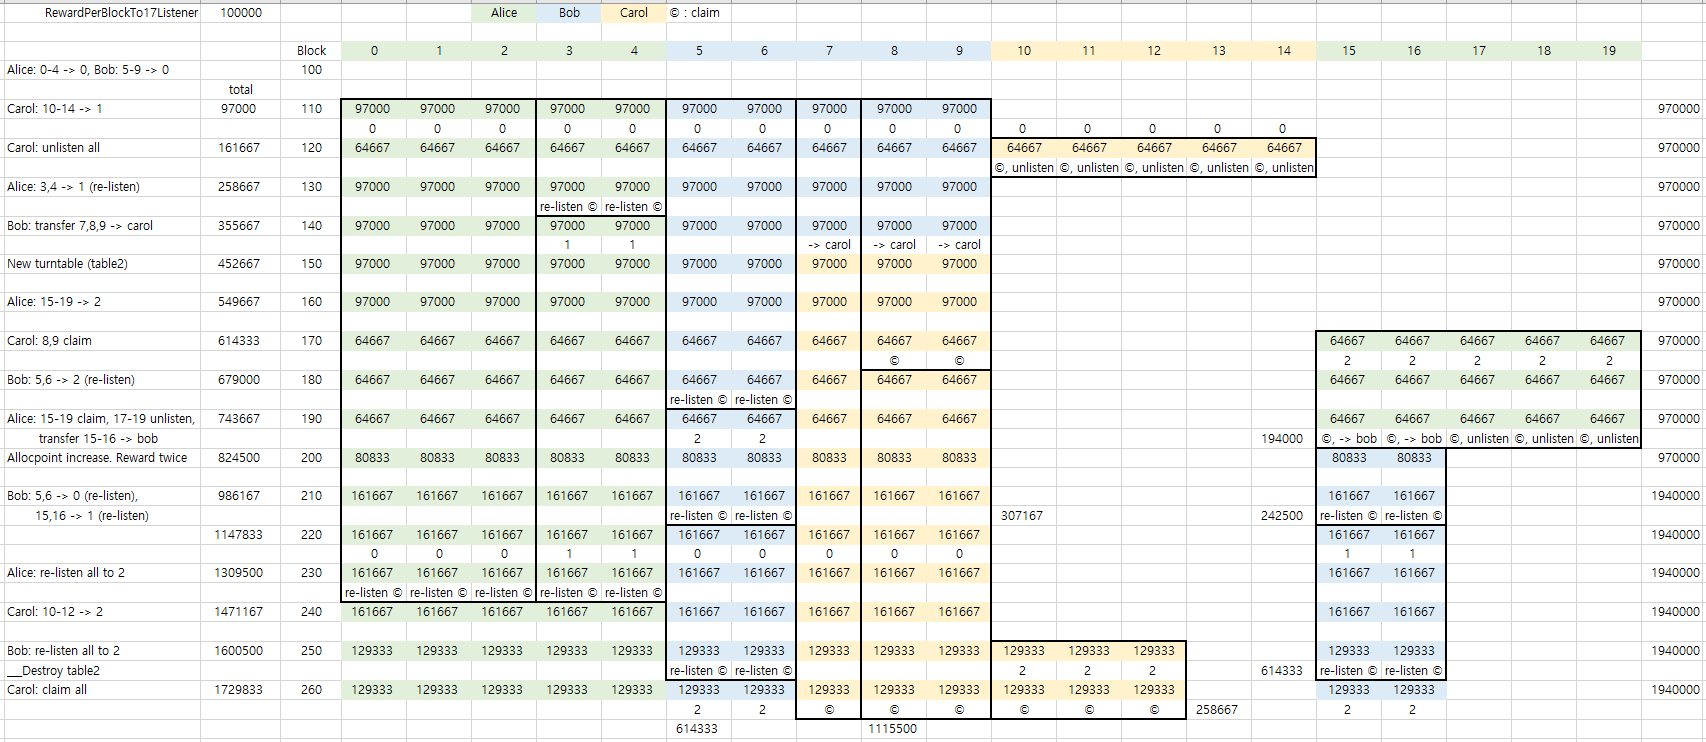 RewardPerBlockTo17Listener 100000 Alice Bob Carol © : claim
Block 0 1 2 3 4 5 6 7 8 9 10 11 12 13 14 15 16 17 18 19
Alice: 0-4 -> 0, Bob: 5-9 -> 0 100
total
Carol: 10-14 -> 1 97000 110 97000 97000 97000 97000 97000 97000 97000 97000 97000 97000 970000
0 0 0 0 0 0 0 0 0 0 0 0 0 0 0
Carol: unlisten all 161667 120 64667 64667 64667 64667 64667 64667 64667 64667 64667 64667 64667 64667 64667 64667 64667 970000
©, unlisten ©, unlisten ©, unlisten ©, unlisten ©, unlisten
Alice: 3,4 -> 1 (re-listen) 258667 130 97000 97000 97000 97000 97000 97000 97000 97000 97000 97000 970000
re-listen © re-listen ©
Bob: transfer 7,8,9 -> carol 355667 140 97000 97000 97000 97000 97000 97000 97000 97000 97000 97000 970000
1 1 -> carol -> carol -> carol
New turntable (table2) 452667 150 97000 97000 97000 97000 97000 97000 97000 97000 97000 97000 970000
Alice: 15-19 -> 2 549667 160 97000 97000 97000 97000 97000 97000 97000 97000 97000 97000 970000
Carol: 8,9 claim 614333 170 64667 64667 64667 64667 64667 64667 64667 64667 64667 64667 64667 64667 64667 64667 64667 970000
© © 2 2 2 2 2
Bob: 5,6 -> 2 (re-listen) 679000 180 64667 64667 64667 64667 64667 64667 64667 64667 64667 64667 64667 64667 64667 64667 64667 970000
re-listen © re-listen ©
Alice: 15-19 claim, 17-19 unlisten, 743667 190 64667 64667 64667 64667 64667 64667 64667 64667 64667 64667 64667 64667 64667 64667 64667 970000
transfer 15-16 -> bob 2 2 194000 ©, -> bob ©, -> bob ©, unlisten ©, unlisten ©, unlisten
Allocpoint increase. Reward twice 824500 200 80833 80833 80833 80833 80833 80833 80833 80833 80833 80833 80833 80833 970000
Bob: 5,6 -> 0 (re-listen), 986167 210 161667 161667 161667 161667 161667 161667 161667 161667 161667 161667 161667 161667 1940000
15,16 -> 1 (re-listen) re-listen © re-listen © 307167 242500 re-listen © re-listen ©
1147833 220 161667 161667 161667 161667 161667 161667 161667 161667 161667 161667 161667 161667 1940000
0 0 0 1 1 0 0 0 0 0 1 1
Alice: re-listen all to 2 1309500 230 161667 161667 161667 161667 161667 161667 161667 161667 161667 161667 161667 161667 1940000
re-listen © re-listen © re-listen © re-listen © re-listen ©
Carol: 10-12 -> 2 1471167 240 161667 161667 161667 161667 161667 161667 161667 161667 161667 161667 161667 161667 1940000
Bob: re-listen all to 2 1600500 250 129333 129333 129333 129333 129333 129333 129333 129333 129333 129333 129333 129333 129333 129333 129333 1940000
__Destroy table2 re-listen © re-listen © 2 2 2 614333 re-listen © re-listen ©
Carol: claim all 1729833 260 129333 129333 129333 129333 129333 129333 129333 129333 129333 129333 129333 129333 129333 129333 129333 1940000
2 2 © © © © © © 258667 2 2
614333 1115500